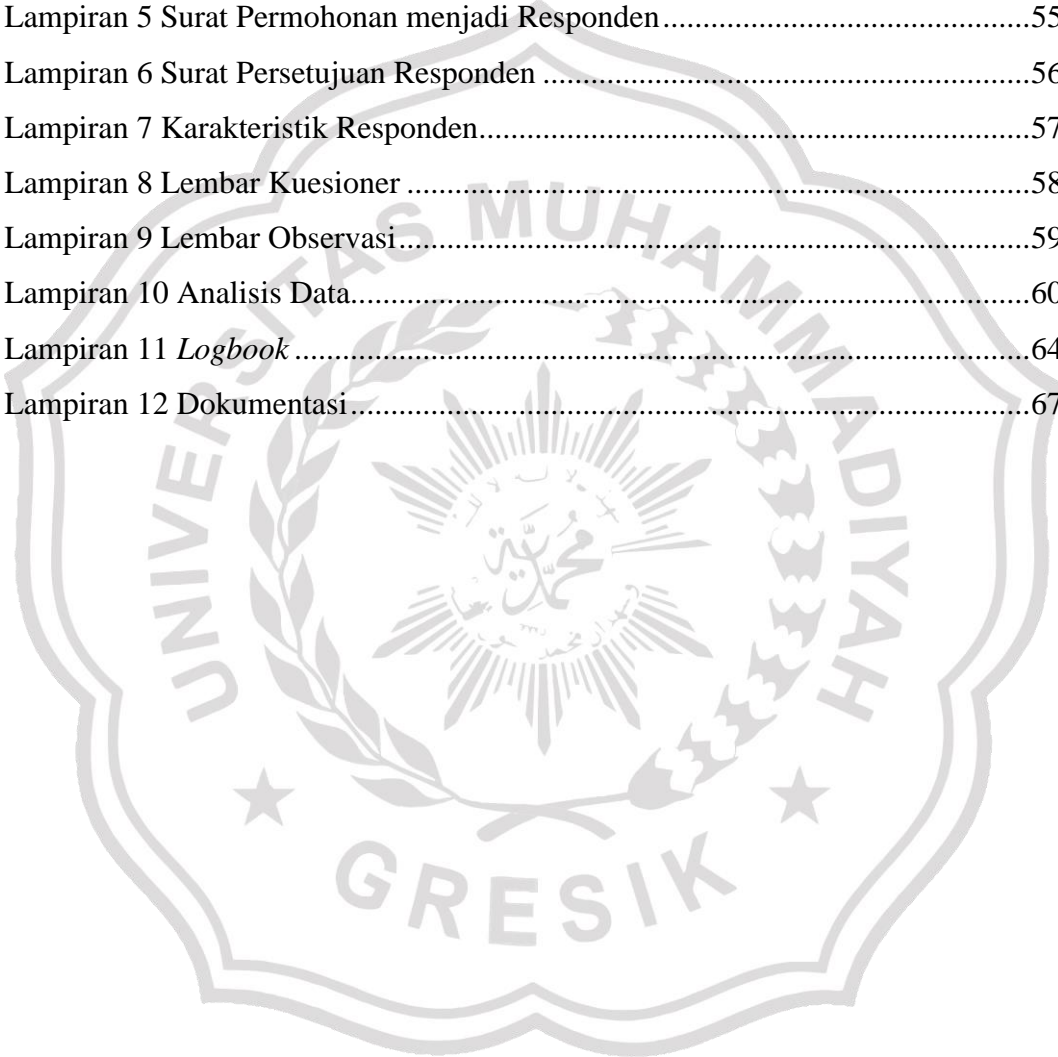 Lampiran 5 Surat Permohonan menjadi Responden....................................................55
Lampiran 6 Surat Persetujuan Responden ....................................................................56
Lampiran 7 Karakteristik Responden.............................................................................57
Lampiran 8 Lembar Kuesioner ......................................................................................58
Lampiran 9 Lembar Observasi.......................................................................................59
Lampiran 10 Analisis Data.............................................................................................60
Lampiran 11 Logbook ...................................................................................................64
Lampiran 12 Dokumentasi.............................................................................................67
UNIVERSITAS MUHAMMADIYAH
محمدية
GRESIK